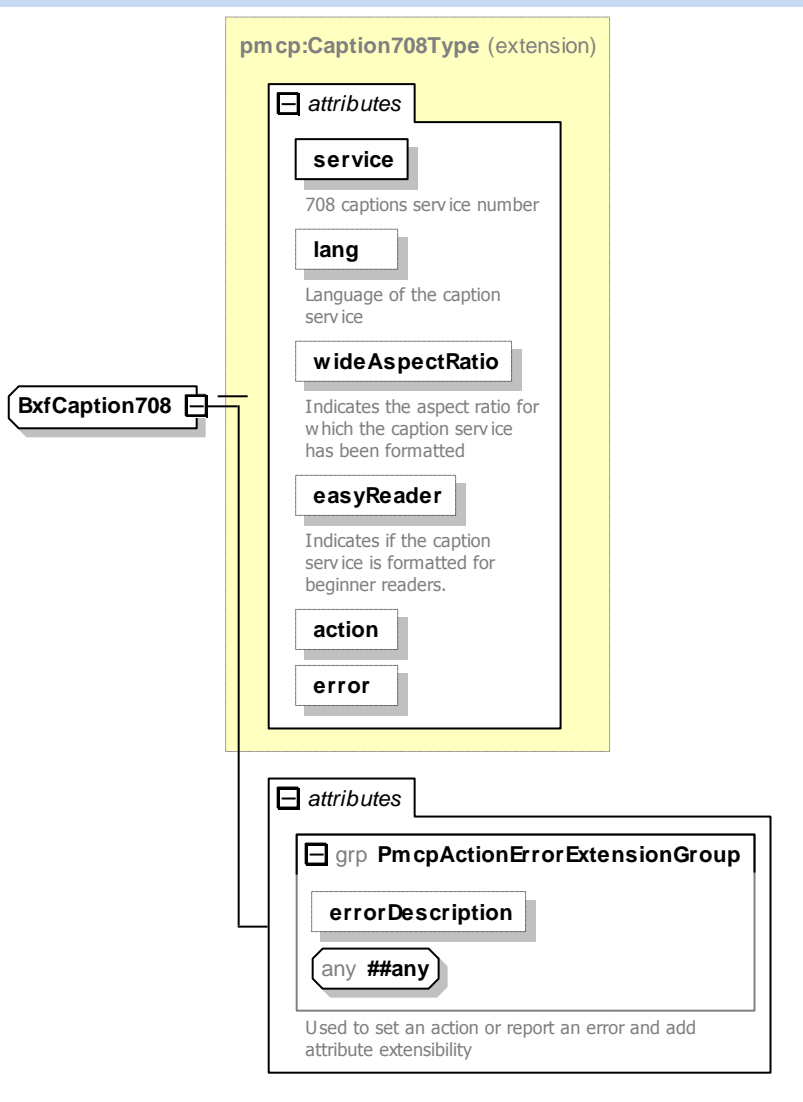 pmcp:Caption708Type (extension)
attributes
service
708 captions service number
lang
Language of the caption
service
wideAspectRatio
BxfCaption708
Indicates the aspect ratio for
which the caption service
has been formatted
easyReader
Indicates if the caption
service is formatted for
beginner readers.
action
error
attributes
grp PmcpActionErrorExtensionGroup
errorDescription
any ##any
Used to set an action or report an error and add
attribute extensibility